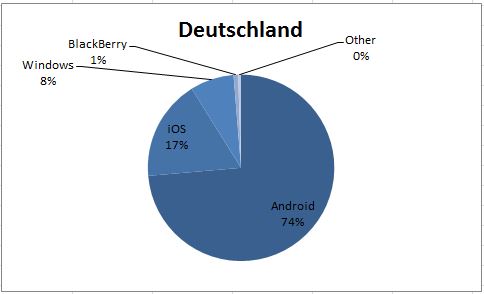 Deutschland
BlackBerry
1%
Other
0%
Windows
8%
iOS
17%
Android
74%